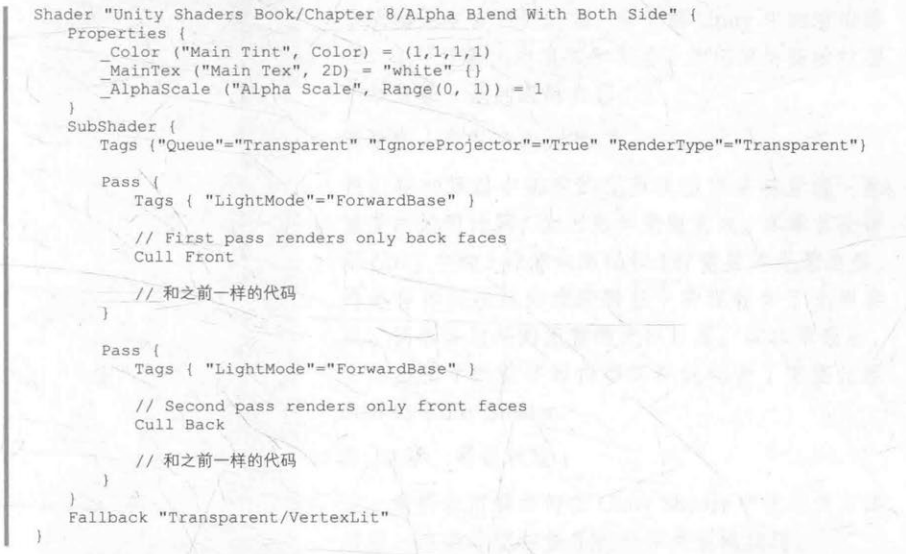 Shader "Unity Shaders Book/Chapter 8/Alpha Blend With Both Side" {
Properties {
_Color ("Main Tint", Color) = (1,1,1,1)
_MainTex ("Main Tex", 2D) = "white" {}
_AlphaScale ("Alpha Scale", Range(0, 1)) = 1
}
SubShader {
Tags {"Queue"="Transparent" "IgnoreProjector"="True" "RenderType"="Transparent"}
Pass {
Tags { "LightMode"="ForwardBase" }
// First pass renders only back faces
Cull Front
// 和之前一样的代码
}
Pass {
Tags { "LightMode"="ForwardBase" }
// Second pass renders only front faces
Cull Back
// 和之前一样的代码
}
}
Fallback "Transparent/VertexLit"
}